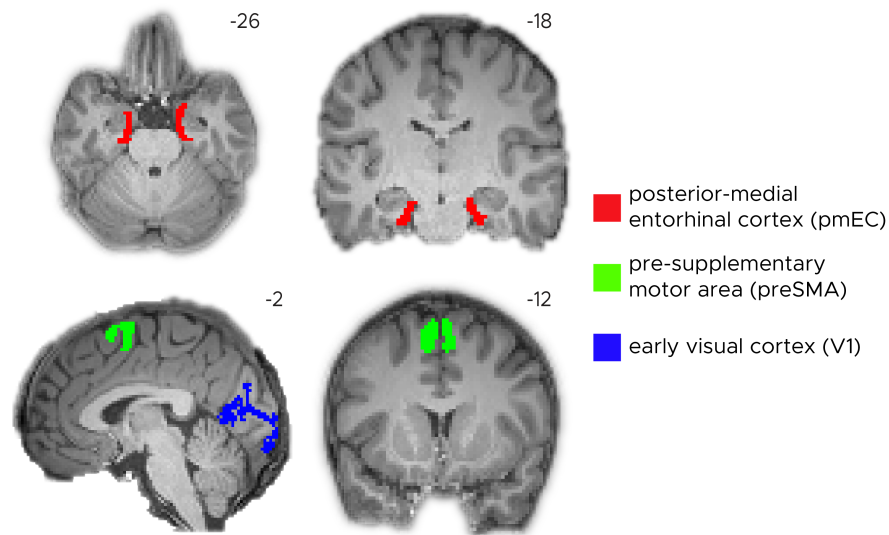 -26
-18
posterior-medial
entorhinal cortex (pmEC)
pre-supplementary
motor area (preSMA)
-2
-12
early visual cortex (V1)